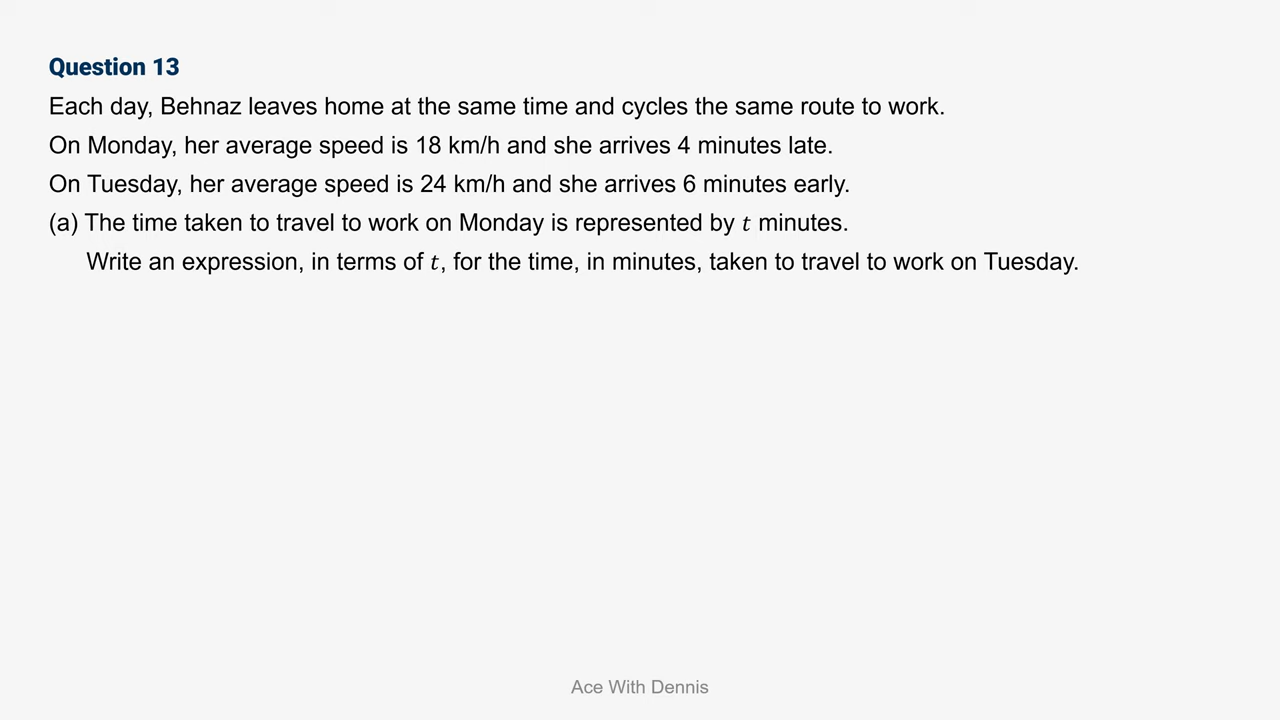 Question 13
Each day, Behnaz leaves home at the same time and cycles the same route to work.
On Monday, her average speed is 18 km/h and she arrives 4 minutes late.
On Tuesday, her average speed is 24 km/h and she arrives 6 minutes early.
(a) The time taken to travel to work on Monday is represented by t minutes.
Write an expression, in terms of t, for the time, in minutes, taken to travel to work on Tuesday.
Ace With Dennis